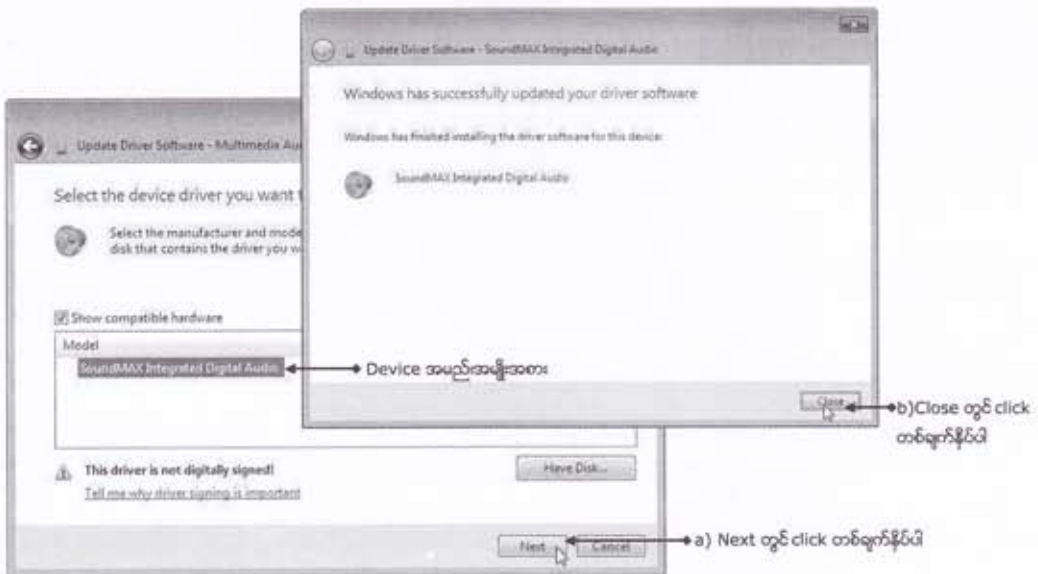 Update Driver Software - SoundMAX Integrated Digital Audio
Windows has successfully updated your driver software
Windows has finished installing the driver software for this device:
SoundMAX Integrated Digital Audio
Close
b)Close တွင် click
တစ်ချက်နှိပ်ပါ
Update Driver Software - Multimedia Au
Select the device driver you want t
Select the manufacturer and mode
disk that contains the driver you w
Show compatible hardware
Model
SoundMAX Integrated Digital Audio
Device အမည်အမျိုးအစား
This driver is not digitally signed!
Tell me why driver signing is important
Have Disk...
Next
Cancel
a) Next တွင် click တစ်ချက်နှိပ်ပါ